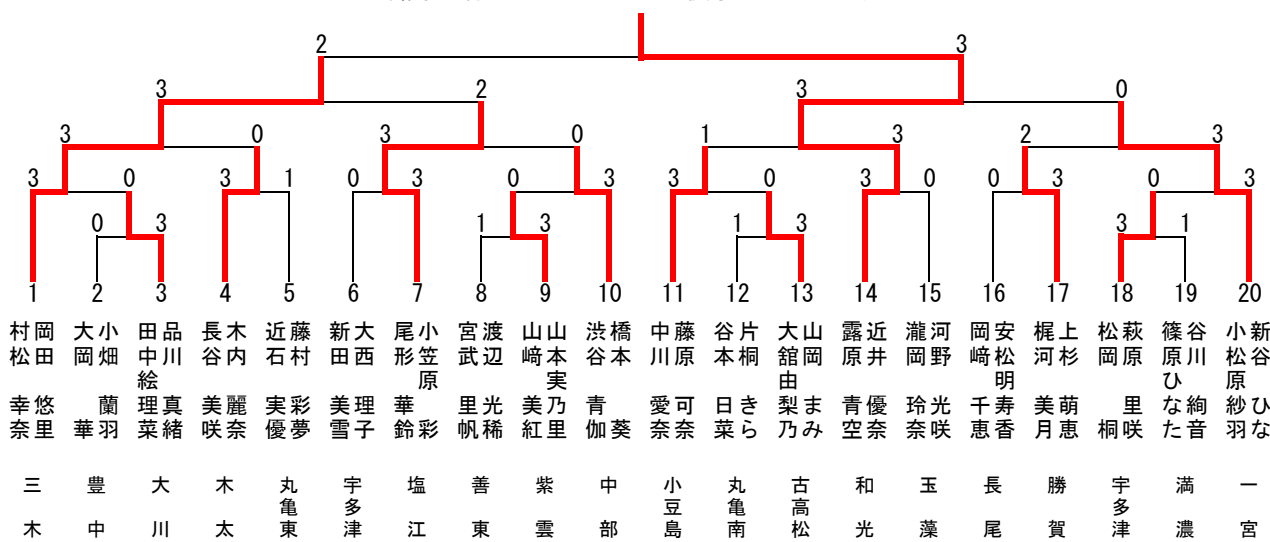 2 3
3 2 3 0
3 0 3 0 1 3 2 3
3 0 3 1 0 3 0 3 3 0 3 0 0 3 0 3
0 3 1 3 1 3 3 1
1 2 3 4 5 6 7 8 9 10 11 12 13 14 15 16 17 18 19 20
村松 幸奈
岡田 悠里
三木
大岡 華
小畑 蘭羽
豊中
田中絵理菜
品川 真緒
大川
長谷 美咲
木内 麗奈
木太
近石 実優
藤村 彩夢
丸亀東
新田 美雪
大西 理子
宇多津
尾形 華鈴
小笠原 彩
塩江
宮武 里帆
渡辺 光稀
善東
山﨑 美紅
山本実乃里
紫雲
渋谷 青伽
橋本 葵
中部
中川 愛奈
藤原 可奈
小豆島
谷本 日菜
片桐 きら
丸亀南
大舘由梨乃
山岡 まみ
古高松
露原 青空
近井 優奈
和光
瀧岡 玲奈
河野 光咲
玉藻
岡﨑 千恵
安松明寿香
長尾
梶河 美月
上杉 萌恵
勝賀
松岡 桐
萩原 里咲
宇多津
篠原ひなた
谷川 絢音
満濃
小松原紗羽
新谷 ひな
一宮